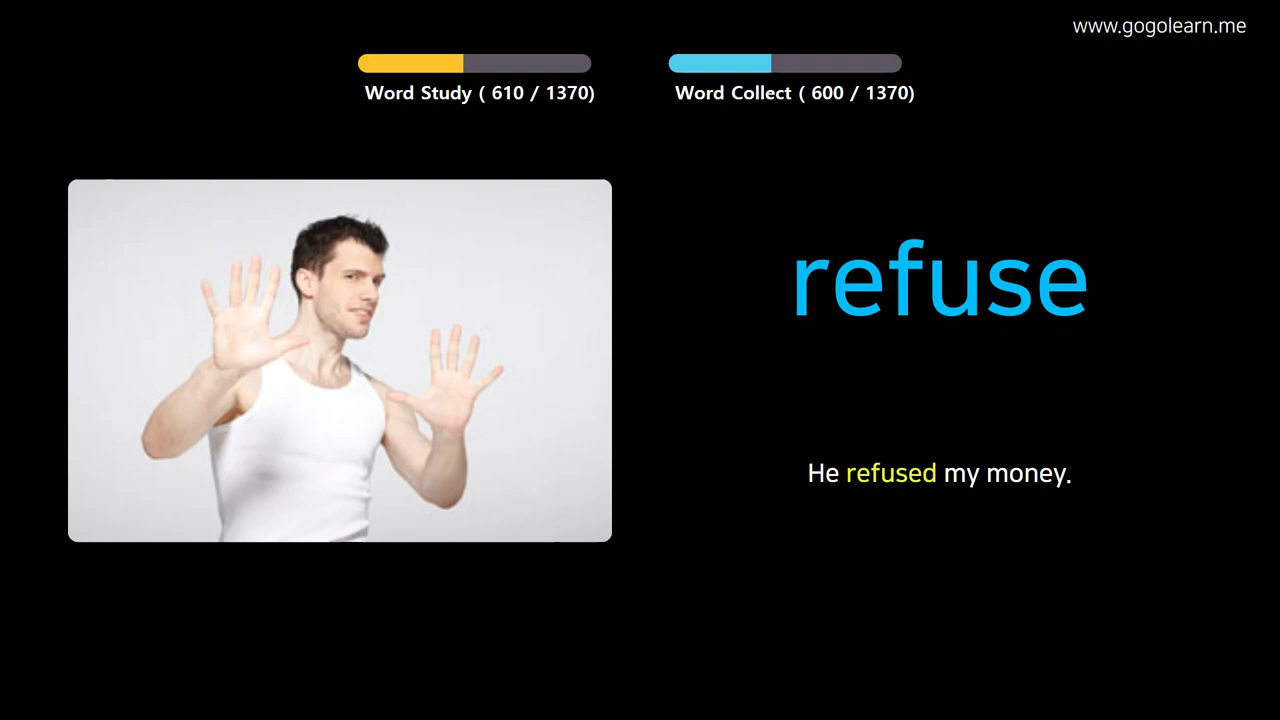 www.gogolearn.me
Word Study ( 610 / 1370)
Word Collect ( 600 / 1370)
refuse
He refused my money.